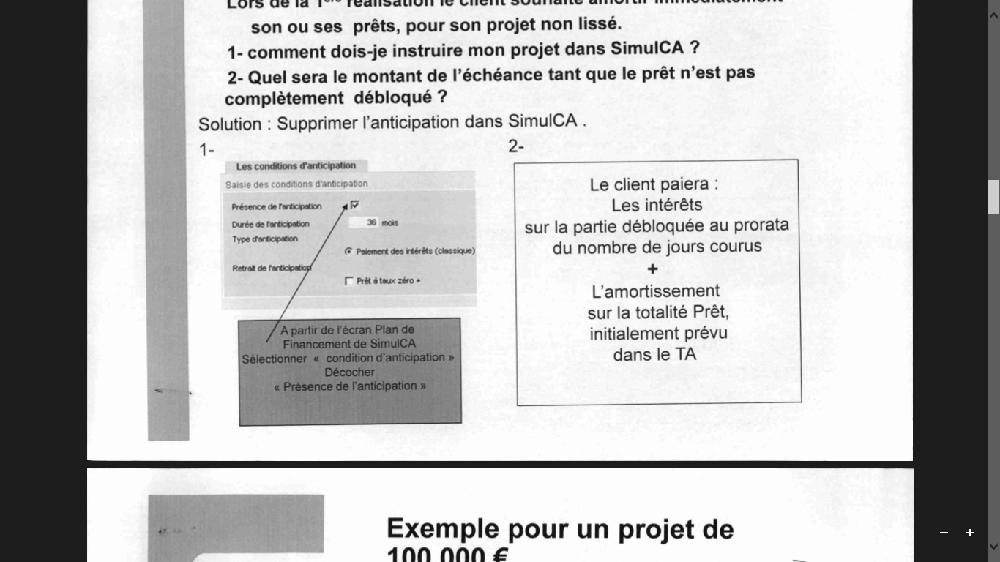 Lors de la 1ère réalisation le client souhaite amortir immédiatement
son ou ses prêts, pour son projet non lissé.
1- comment dois-je instruire mon projet dans SimulCA ?
2- Quel sera le montant de l’échéance tant que le prêt n’est pas
complètement débloqué ?
Solution : Supprimer l’anticipation dans SimulCA .
1-
Les conditions d'anticipation
Saisie des conditions d'anticipation
Présence de l'anticipation
Durée de l'anticipation 36 mois
Type d'anticipation
Paiement des intérêts (classique)
Retrait de l'anticipation
Prêt à taux zéro +
A partir de l’écran Plan de
Financement de SimulCA
Sélectionner « condition d’anticipation »
Décocher
« Présence de l’anticipation »
2-
Le client paiera :
Les intérêts
sur la partie débloquée au prorata
du nombre de jours courus
+
L’amortissement
sur la totalité Prêt,
initialement prévu
dans le TA
Exemple pour un projet de
100 000 €